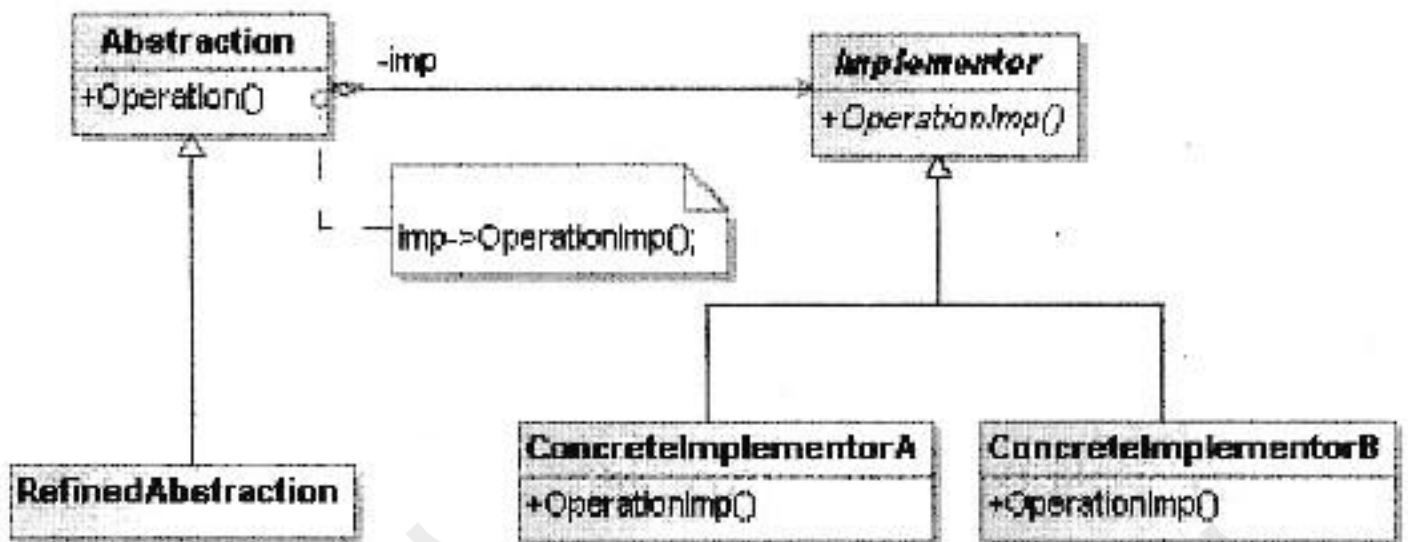 Abstraction
+Operation()
-imp
Implementor
+OperationImp()
imp->OperationImp();
RefinedAbstraction
ConcreteImplementorA
+OperationImp()
ConcreteImplementorB
+OperationImp()